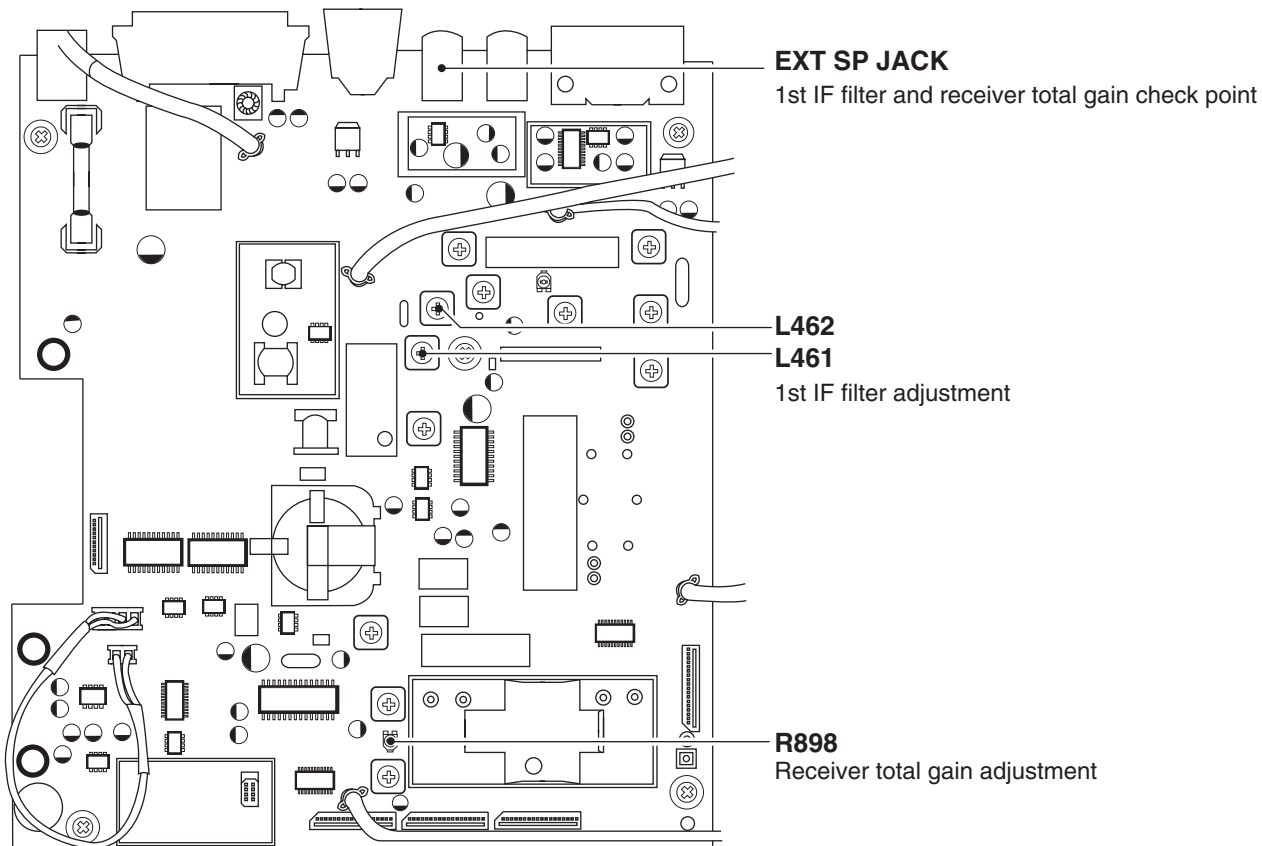 EXT SP JACK
1st IF filter and receiver total gain check point
L462
L461
1st IF filter adjustment
R898
Receiver total gain adjustment